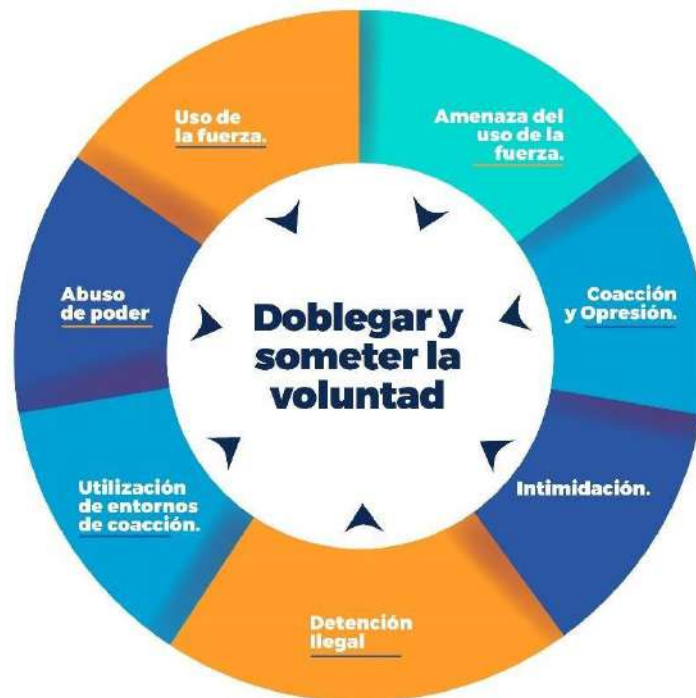 Uso de
la fuerza.
Amenaza del
uso de la
fuerza.
Coacción
y Opresión.
Intimidación.
Detención
Ilegal
Utilización
de entornos
de coacción.
Abuso
de poder
Doblegar y
someter la
voluntad